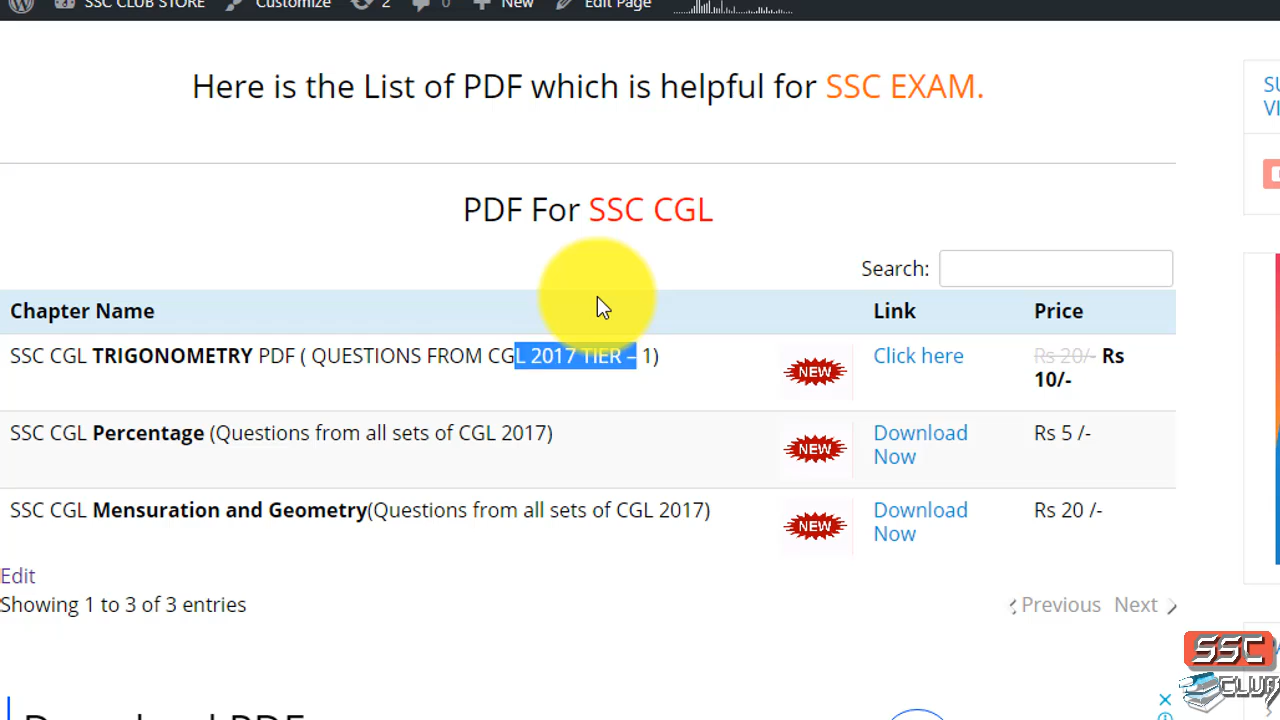 SSC CLUB STORE Customize 2 0 New Edit Page
Here is the List of PDF which is helpful for SSC EXAM.
PDF For SSC CGL
Search:
Chapter Name Link Price
SSC CGL TRIGONOMETRY PDF ( QUESTIONS FROM CGL 2017 TIER – 1) NEW Click here Rs 20/- Rs
10/-
SSC CGL Percentage (Questions from all sets of CGL 2017) NEW Download Rs 5 /-
Now
SSC CGL Mensuration and Geometry(Questions from all sets of CGL 2017) NEW Download Rs 20 /-
Now
Edit
Showing 1 to 3 of 3 entries Previous Next
SSC
CLUB
Download PDF